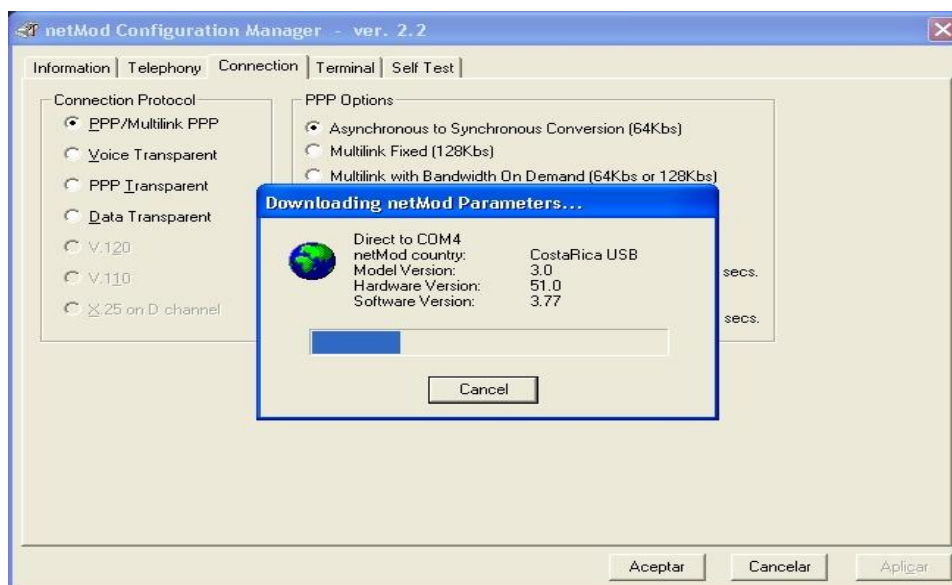 netMod Configuration Manager - ver. 2.2
Information Telephony Connection Terminal Self Test
Connection Protocol
PPP/Multilink PPP
Voice Transparent
PPP Transparent
Data Transparent
V.120
V.110
X.25 on D channel
PPP Options
Asynchronous to Synchronous Conversion (64Kbs)
Multilink Fixed (128Kbs)
Multilink with Bandwidth On Demand (64Kbs or 128Kbs)
secs.
secs.
Downloading netMod Parameters...
Direct to COM4
netMod country: CostaRica USB
Model Version: 3.0
Hardware Version: 51.0
Software Version: 3.77
Cancel
Aceptar Cancelar Aplicar